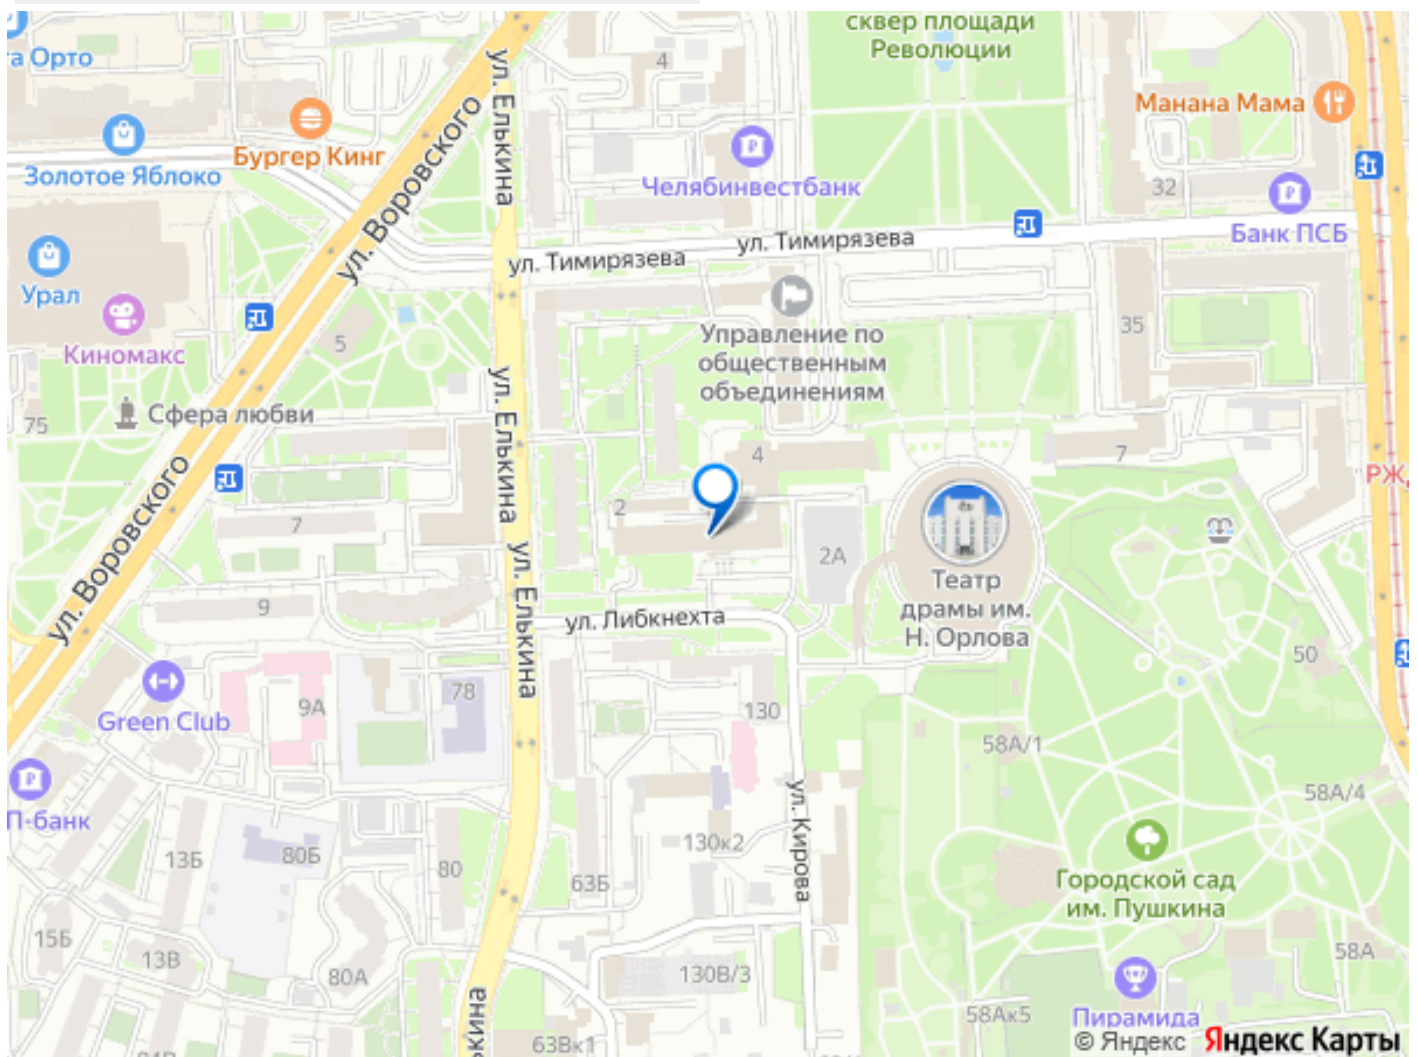 сквер площади
Революции
га Орто
4
ул. Елькина
Манана Мама
Бургер Кинг
Золотое Яблоко
ул. Воровского
Челябинвестбанк
32
Банк ПСБ
ул. Тимирязева
ул. Тимирязева
Урал
Киномакс
5
Управление по
общественным
объединениям
35
ул. Елькина
Сфера любви
75
4
7
РЖД
2
7
ул. Воровского
2А
Театр
драмы им.
Н. Орлова
ул. Елькина
9
ул. Либкнехта
50
Green Club
9А
78
130
58А/1
П-банк
ул. Кирова
58А/4
13Б
80Б
80
130к2
63Б
Городской сад
им. Пушкина
15Б
13В
80А
130В/3
58А
58Ак5
Пирамида
ькина
63Вк1
© Яндекс Яндекс Карты